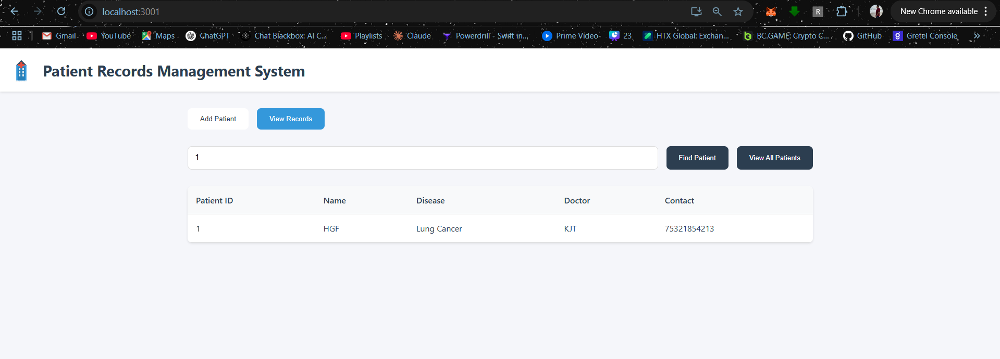 localhost:3001
R
New Chrome available
Gmail
YouTube
Maps
ChatGPT
Chat Blackbox: AI C...
Playlists
Claude
Powerdrill - Swift in...
Prime Video
23
HTX Global: Exchan...
BC.GAME: Crypto C...
GitHub
g
Gretel Console
Patient Records Management System
Add Patient
View Records
1
Find Patient
View All Patients
Patient ID Name Disease Doctor Contact
1 HGF Lung Cancer KJT 75321854213